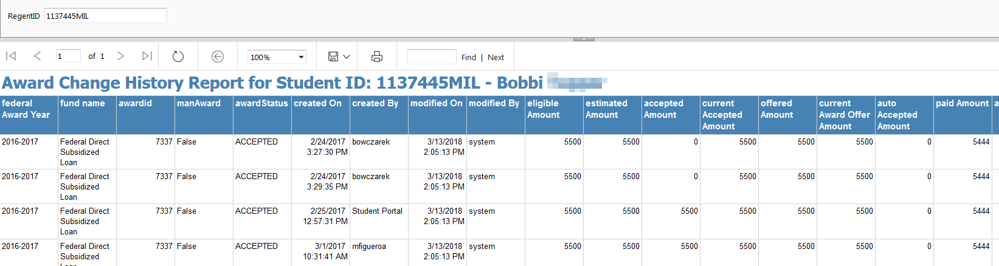 RegentID 1137445MIL
1 of 1 100% Find | Next
Award Change History Report for Student ID: 1137445MIL - Bobbi
federal Award Year fund name awardid manAward awardStatus created On created By modified On modified By eligible Amount estimated Amount accepted Amount current Accepted Amount offered Amount current Award Offer Amount auto Accepted Amount paid Amount a
2016-2017 Federal Direct Subsidized Loan 7337 False ACCEPTED 2/24/2017 3:27:30 PM bowczarek 3/13/2018 2:05:13 PM system 5500 5500 0 5500 5500 5500 0 5444
2016-2017 Federal Direct Subsidized Loan 7337 False ACCEPTED 2/24/2017 3:29:35 PM bowczarek 3/13/2018 2:05:13 PM system 5500 5500 0 5500 5500 5500 0 5444
2016-2017 Federal Direct Subsidized Loan 7337 False ACCEPTED 2/25/2017 12:57:31 PM Student Portal 3/13/2018 2:05:13 PM system 5500 5500 5500 5500 5500 5500 0 5444
2016-2017 Federal Direct Subsidized Loan 7337 False ACCEPTED 3/1/2017 10:31:41 AM mfigueroa 3/13/2018 2:05:13 PM system 5500 5500 5500 5500 5500 5500 0 5444